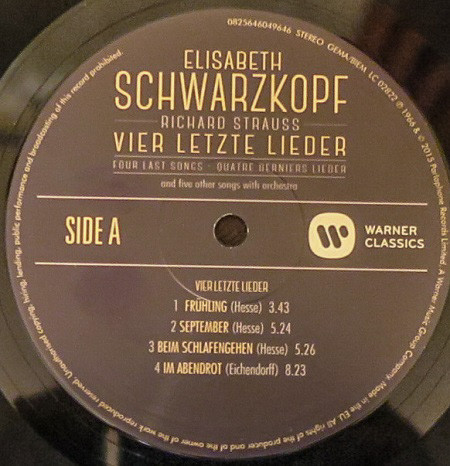 0825646049646 STEREO GEMA/BIEM LC 02822 ℗ 1966 & © 2015 Parlophone Records Limited. A Warner Music Group Company. Made in the EU. All rights of the producer and of the owner of the work reproduced reserved. Unauthorised copying, hiring, lending, public performance and broadcasting of this record prohibited.
ELISABETH
SCHWARZKOPF
RICHARD STRAUSS
VIER LETZTE LIEDER
FOUR LAST SONGS · QUATRE DERNIERS LIEDER
and five other songs with orchestra
SIDE A
WARNER
CLASSICS
VIER LETZTE LIEDER
1 FRÜHLING (Hesse) 3.43
2 SEPTEMBER (Hesse) 5.24
3 BEIM SCHLAFENGEHEN (Hesse) 5.26
4 IM ABENDROT (Eichendorff) 8.23